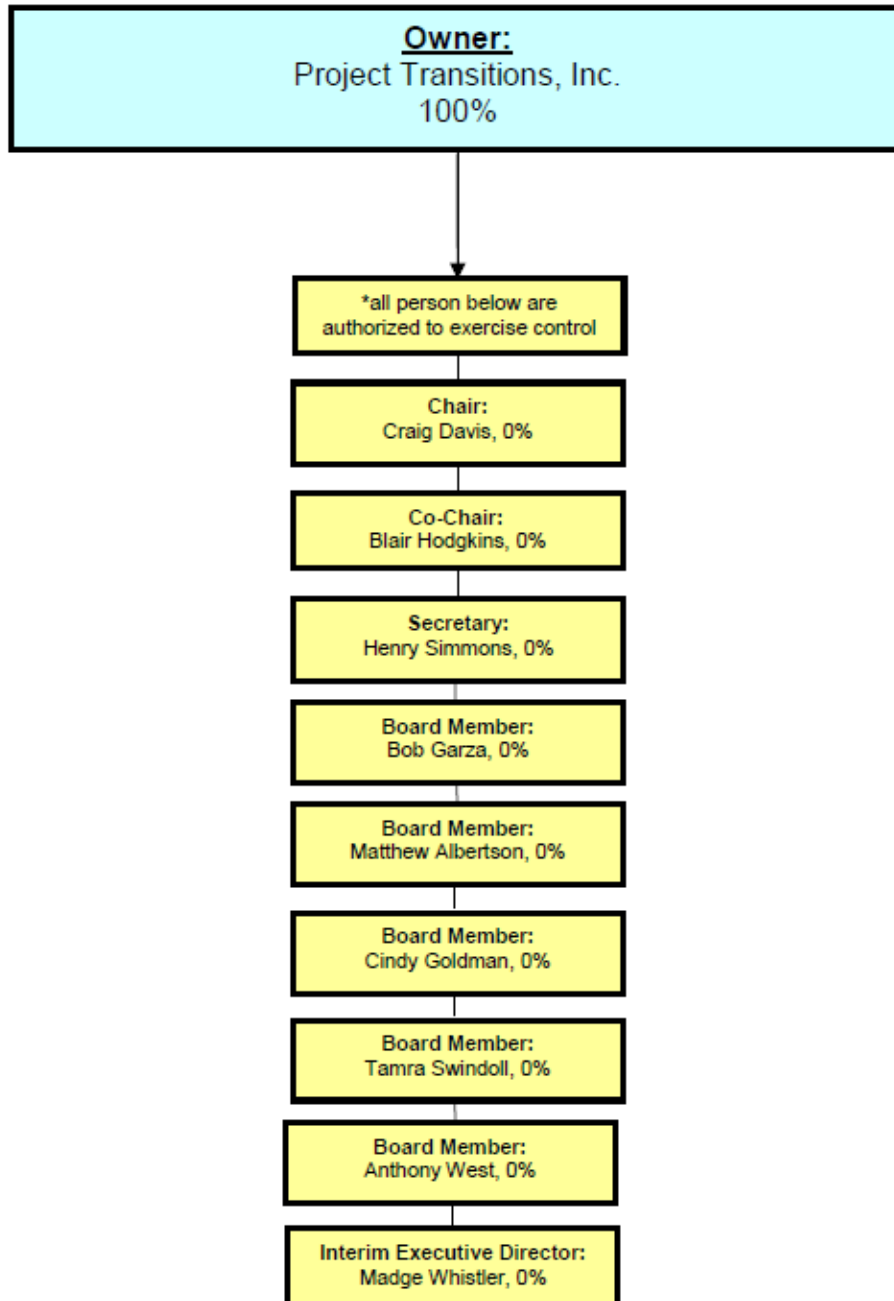 Owner:
Project Transitions, Inc.
100%
*all person below are
authorized to exercise control
Chair:
Craig Davis, 0%
Co-Chair:
Blair Hodgkins, 0%
Secretary:
Henry Simmons, 0%
Board Member:
Bob Garza, 0%
Board Member:
Matthew Albertson, 0%
Board Member:
Cindy Goldman, 0%
Board Member:
Tamra Swindoll, 0%
Board Member:
Anthony West, 0%
Interim Executive Director:
Madge Whistler, 0%